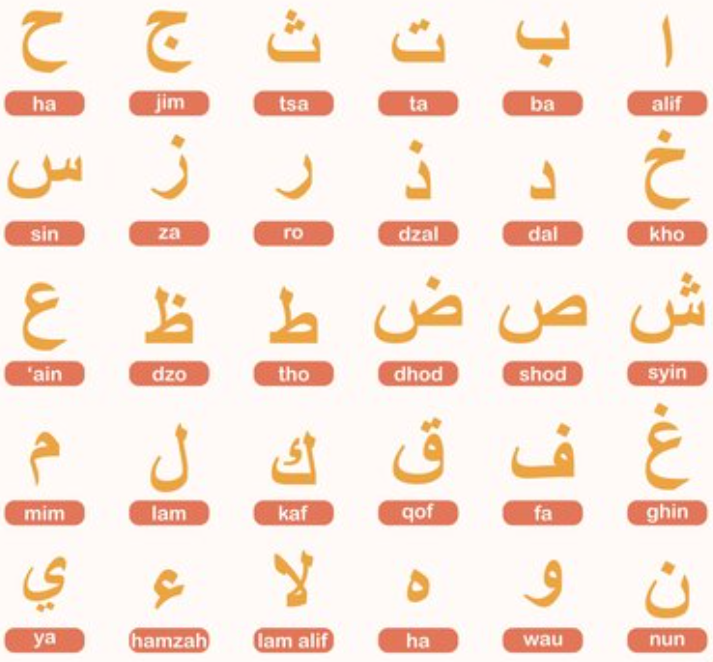 ا ب ت ث ج ح
alif ba ta tsa jim ha
خ د ذ ر ز س
kho dal dzal ro za sin
ش ص ض ط ظ ع
syin shod dhod tho dzo 'ain
غ ف ق ك ل م
ghin fa qof kaf lam mim
ن و ه لا ء ي
nun wau ha lam alif hamzah ya